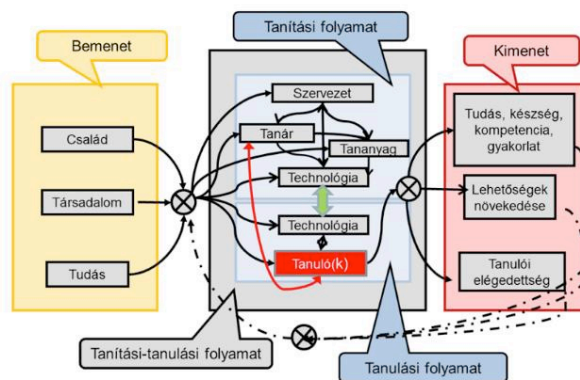 Bemenet
Tanítási folyamat
Kimenet
Család
Társadalom
Tudás
Szervezet
Tanár
Tananyag
Technológia
Technológia
Tanuló(k)
Tudás, készség,
kompetencia,
gyakorlat
Lehetőségek
növekedése
Tanulói
elégedettség
Tanítási-tanulási folyamat
Tanulási folyamat